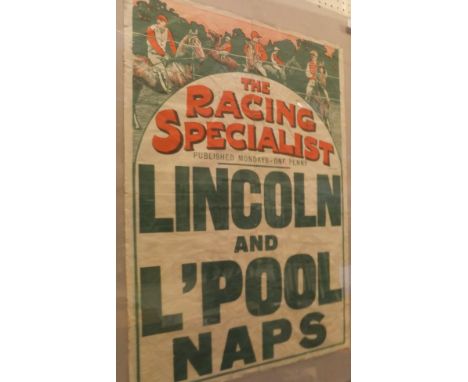 THE
RACING
SPECIALIST
PUBLISHED MONDAYS-ONE PENNY
LINCOLN
AND
L'POOL
NAPS